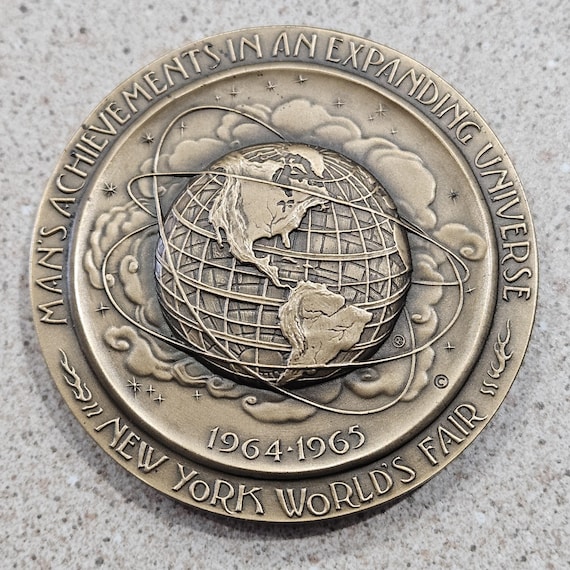 MAN'S ACHIEVEMENTS IN AN EXPANDING UNIVERSE
®
©
1964·1965
NEW YORK WORLD'S FAIR